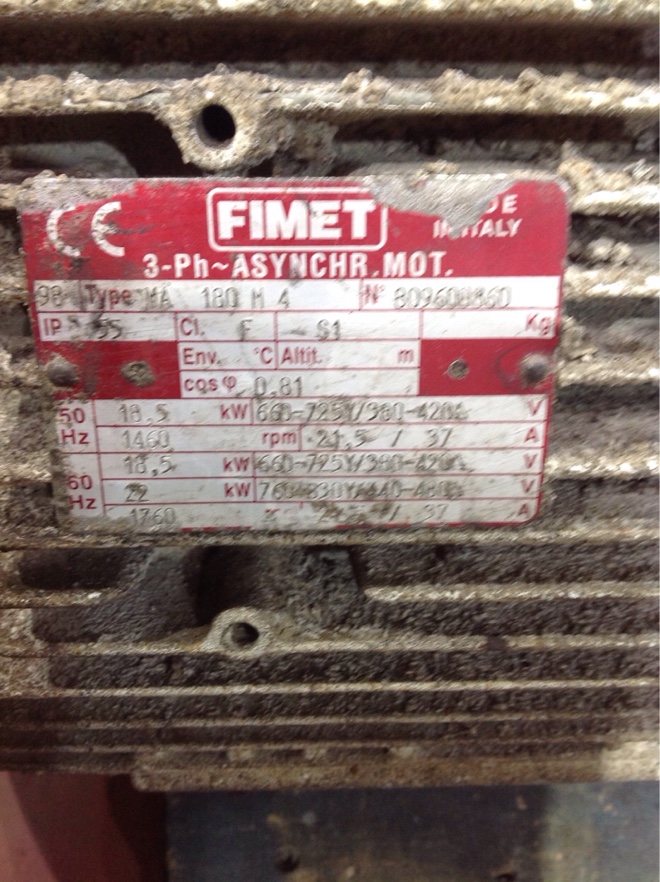 CE FIMET
IN ITALY
3-Ph~ASYNCHR.MOT.
98 Type MA 180 M 4 N°
IP 55 Cl. F S1 Kg
Env. °C Altit. m
cos φ 0,81
50 Hz 18,5 kW 660-725Y/380-420Δ V
1460 rpm 21,5 / 37 A
60 Hz 18,5 kW 660-725Y/380-420Δ V
22 kW V
1760 / 37 A